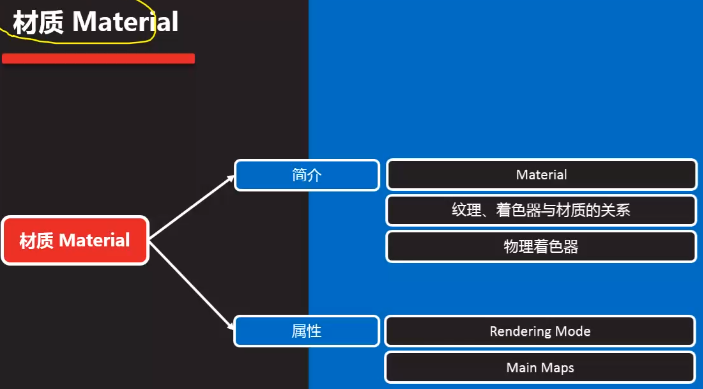 材质 Material
简介
Material
纹理、着色器与材质的关系
材质 Material
物理着色器
属性
Rendering Mode
Main Maps